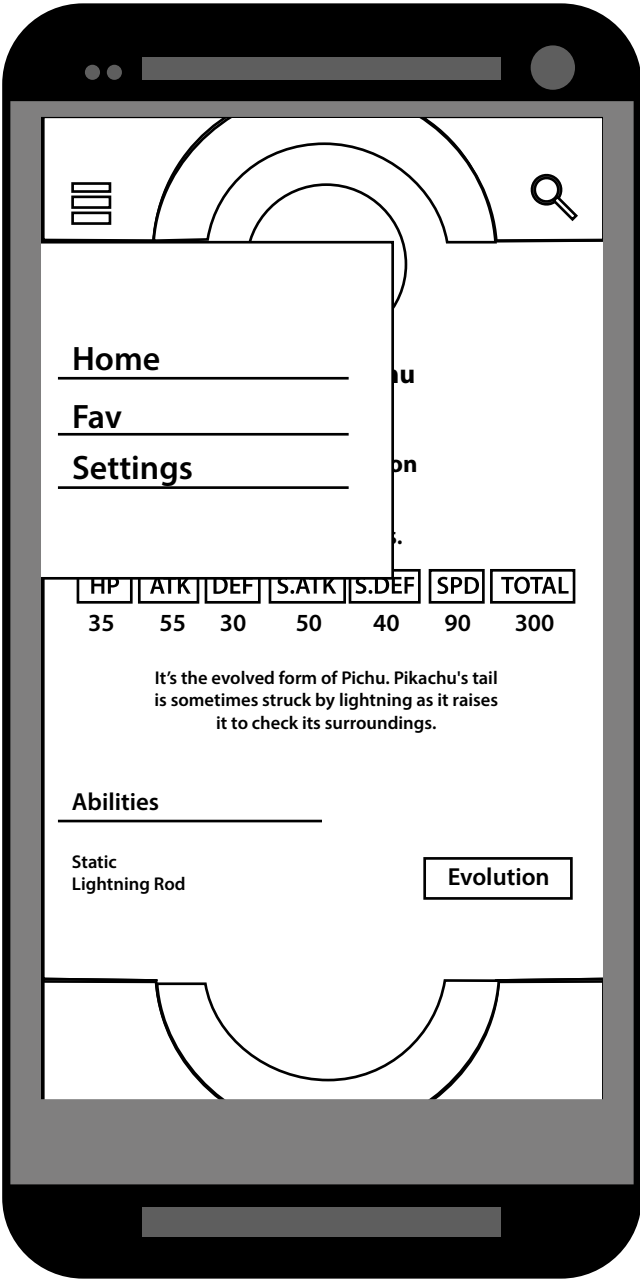 Home
Fav
Settings
HP ATK DEF S.ATK S.DEF SPD TOTAL
35 55 30 50 40 90 300
It’s the evolved form of Pichu. Pikachu's tail
is sometimes struck by lightning as it raises
it to check its surroundings.
Abilities
Static
Lightning Rod
Evolution